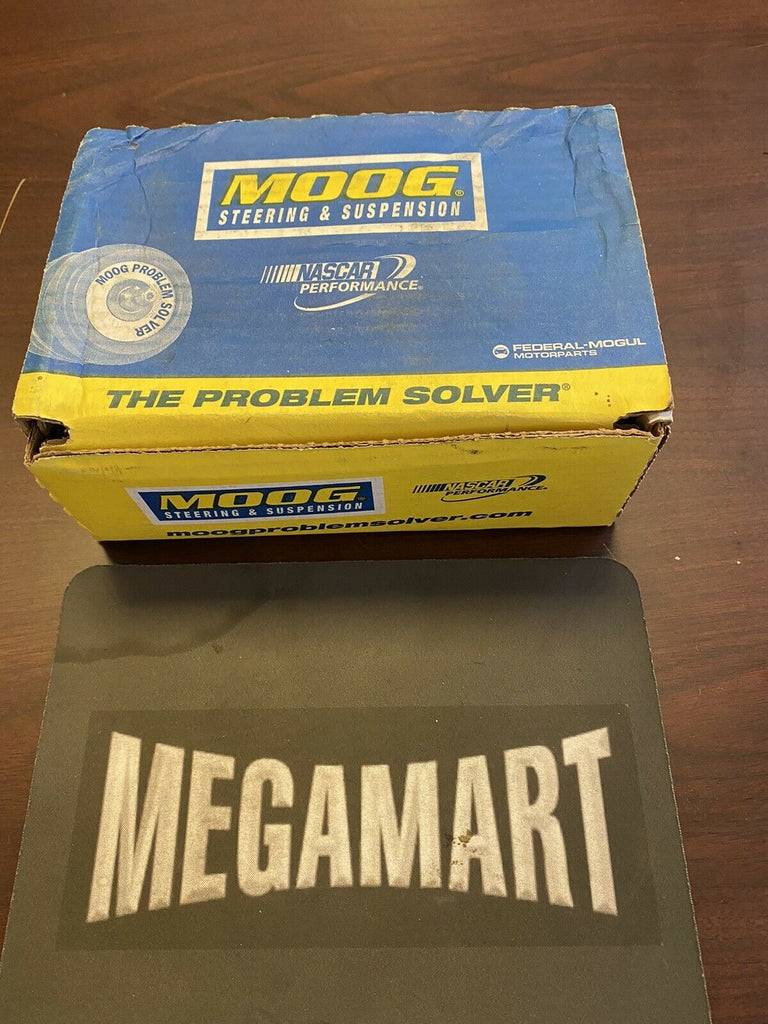 MOOG®
STEERING & SUSPENSION
NASCAR
PERFORMANCE®
MOOG PROBLEM SOLVER
FEDERAL-MOGUL
MOTORPARTS
THE PROBLEM SOLVER®
MOOG®
STEERING & SUSPENSION
NASCAR
PERFORMANCE®
moogproblemsolver.com
MEGAMART